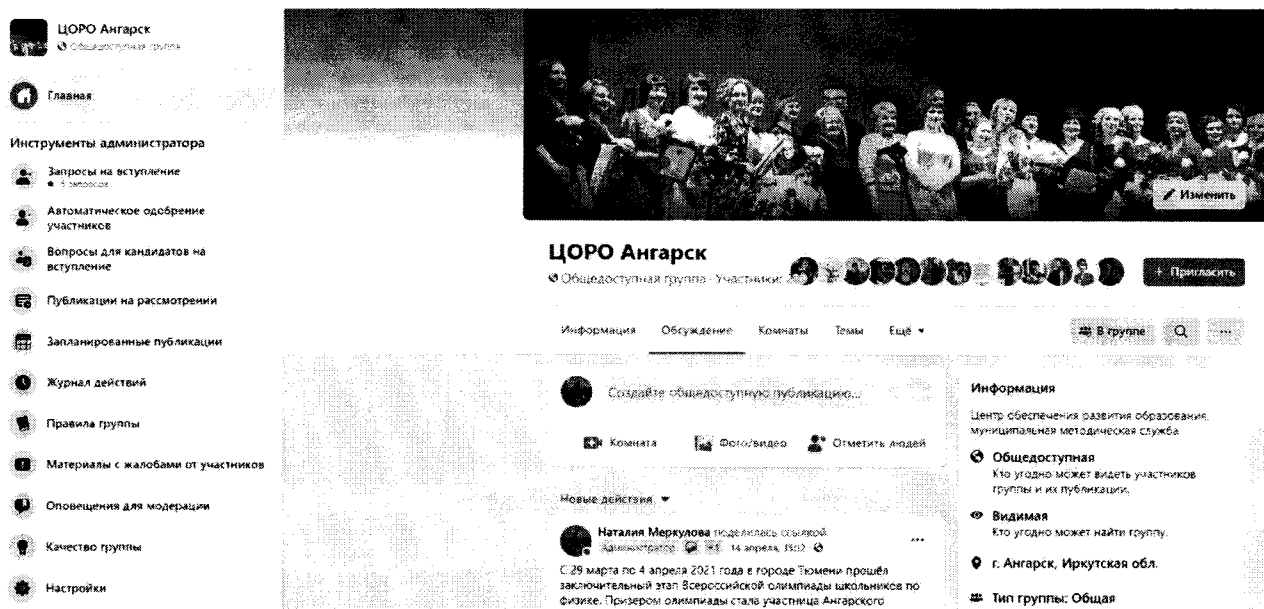 ЦОРО Ангарск
Общедоступная группа
Главная
Инструменты администратора
Запросы на вступление
Автоматическое одобрение
участников
Вопросы для кандидатов на
вступление
Публикации на рассмотрении
Запланированные публикации
Журнал действий
Правила группы
Материалы с жалобами от участников
Оповещения для модерации
Качество группы
Настройки
Изменить
ЦОРО Ангарск
Общедоступная группа · Участники:
+ Пригласить
Информация Обсуждение Комнаты Темы Ещё
В группе
Создайте общедоступную публикацию...
Комната Фото/видео Отметить людей
Новые действия
Наталия Меркулова поделилась ссылкой.
Администратор 14 апреля,
С 29 марта по 4 апреля 2021 года в городе Тюмени прошёл
заключительный этап Всероссийской олимпиады школьников по
физике. Призером олимпиады стала участница Ангарского
Информация
Центр обеспечения развития образования,
муниципальная методическая служба
Общедоступная
Кто угодно может видеть участников
группы и их публикации.
Видимая
Кто угодно может найти группу.
г. Ангарск, Иркутская обл.
Тип группы: Общая